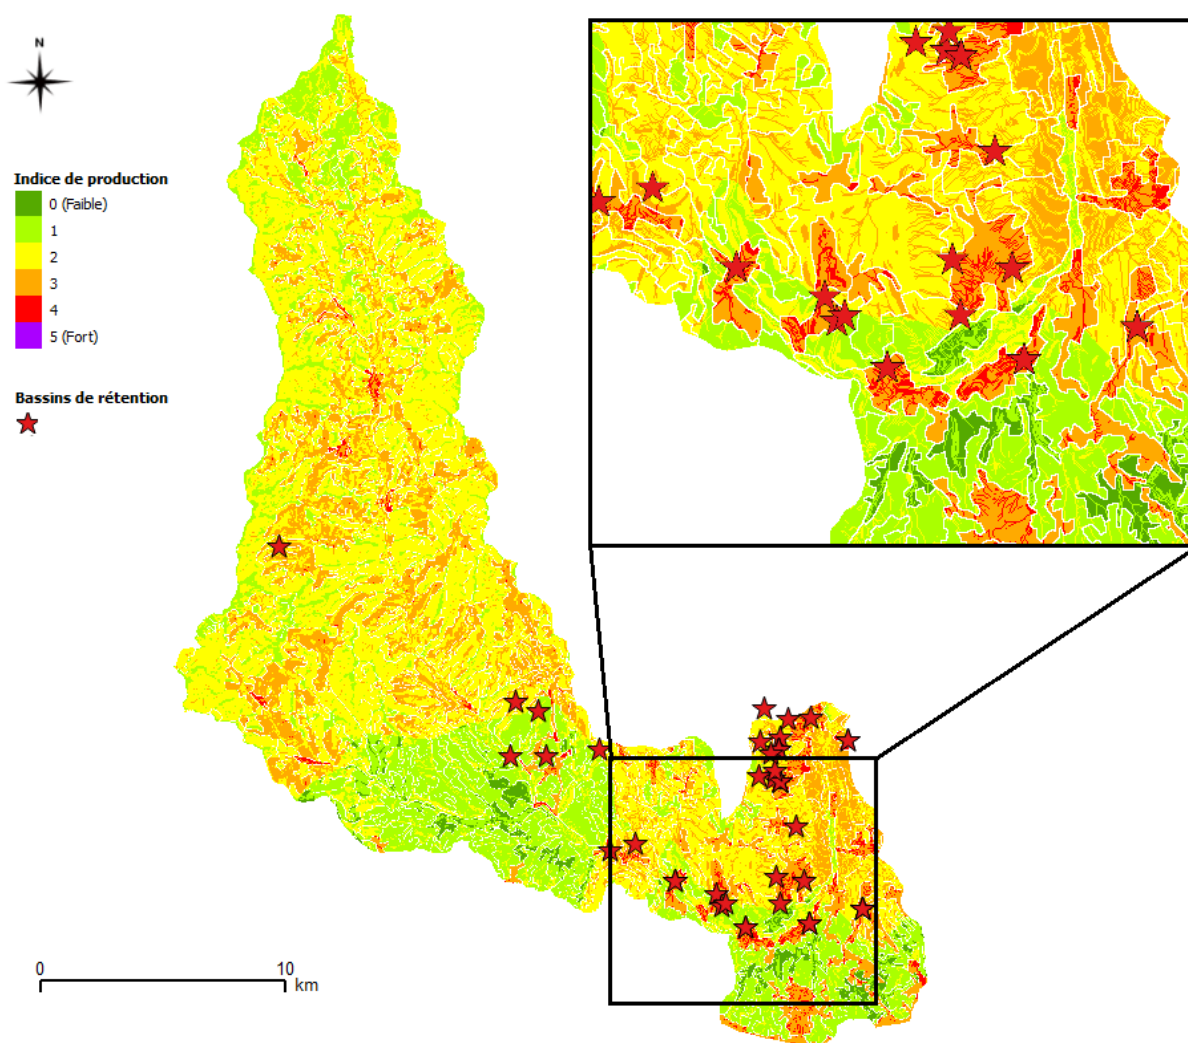 N
Indice de production
0 (Faible)
1
2
3
4
5 (Fort)
Bassins de rétention
0 10
km